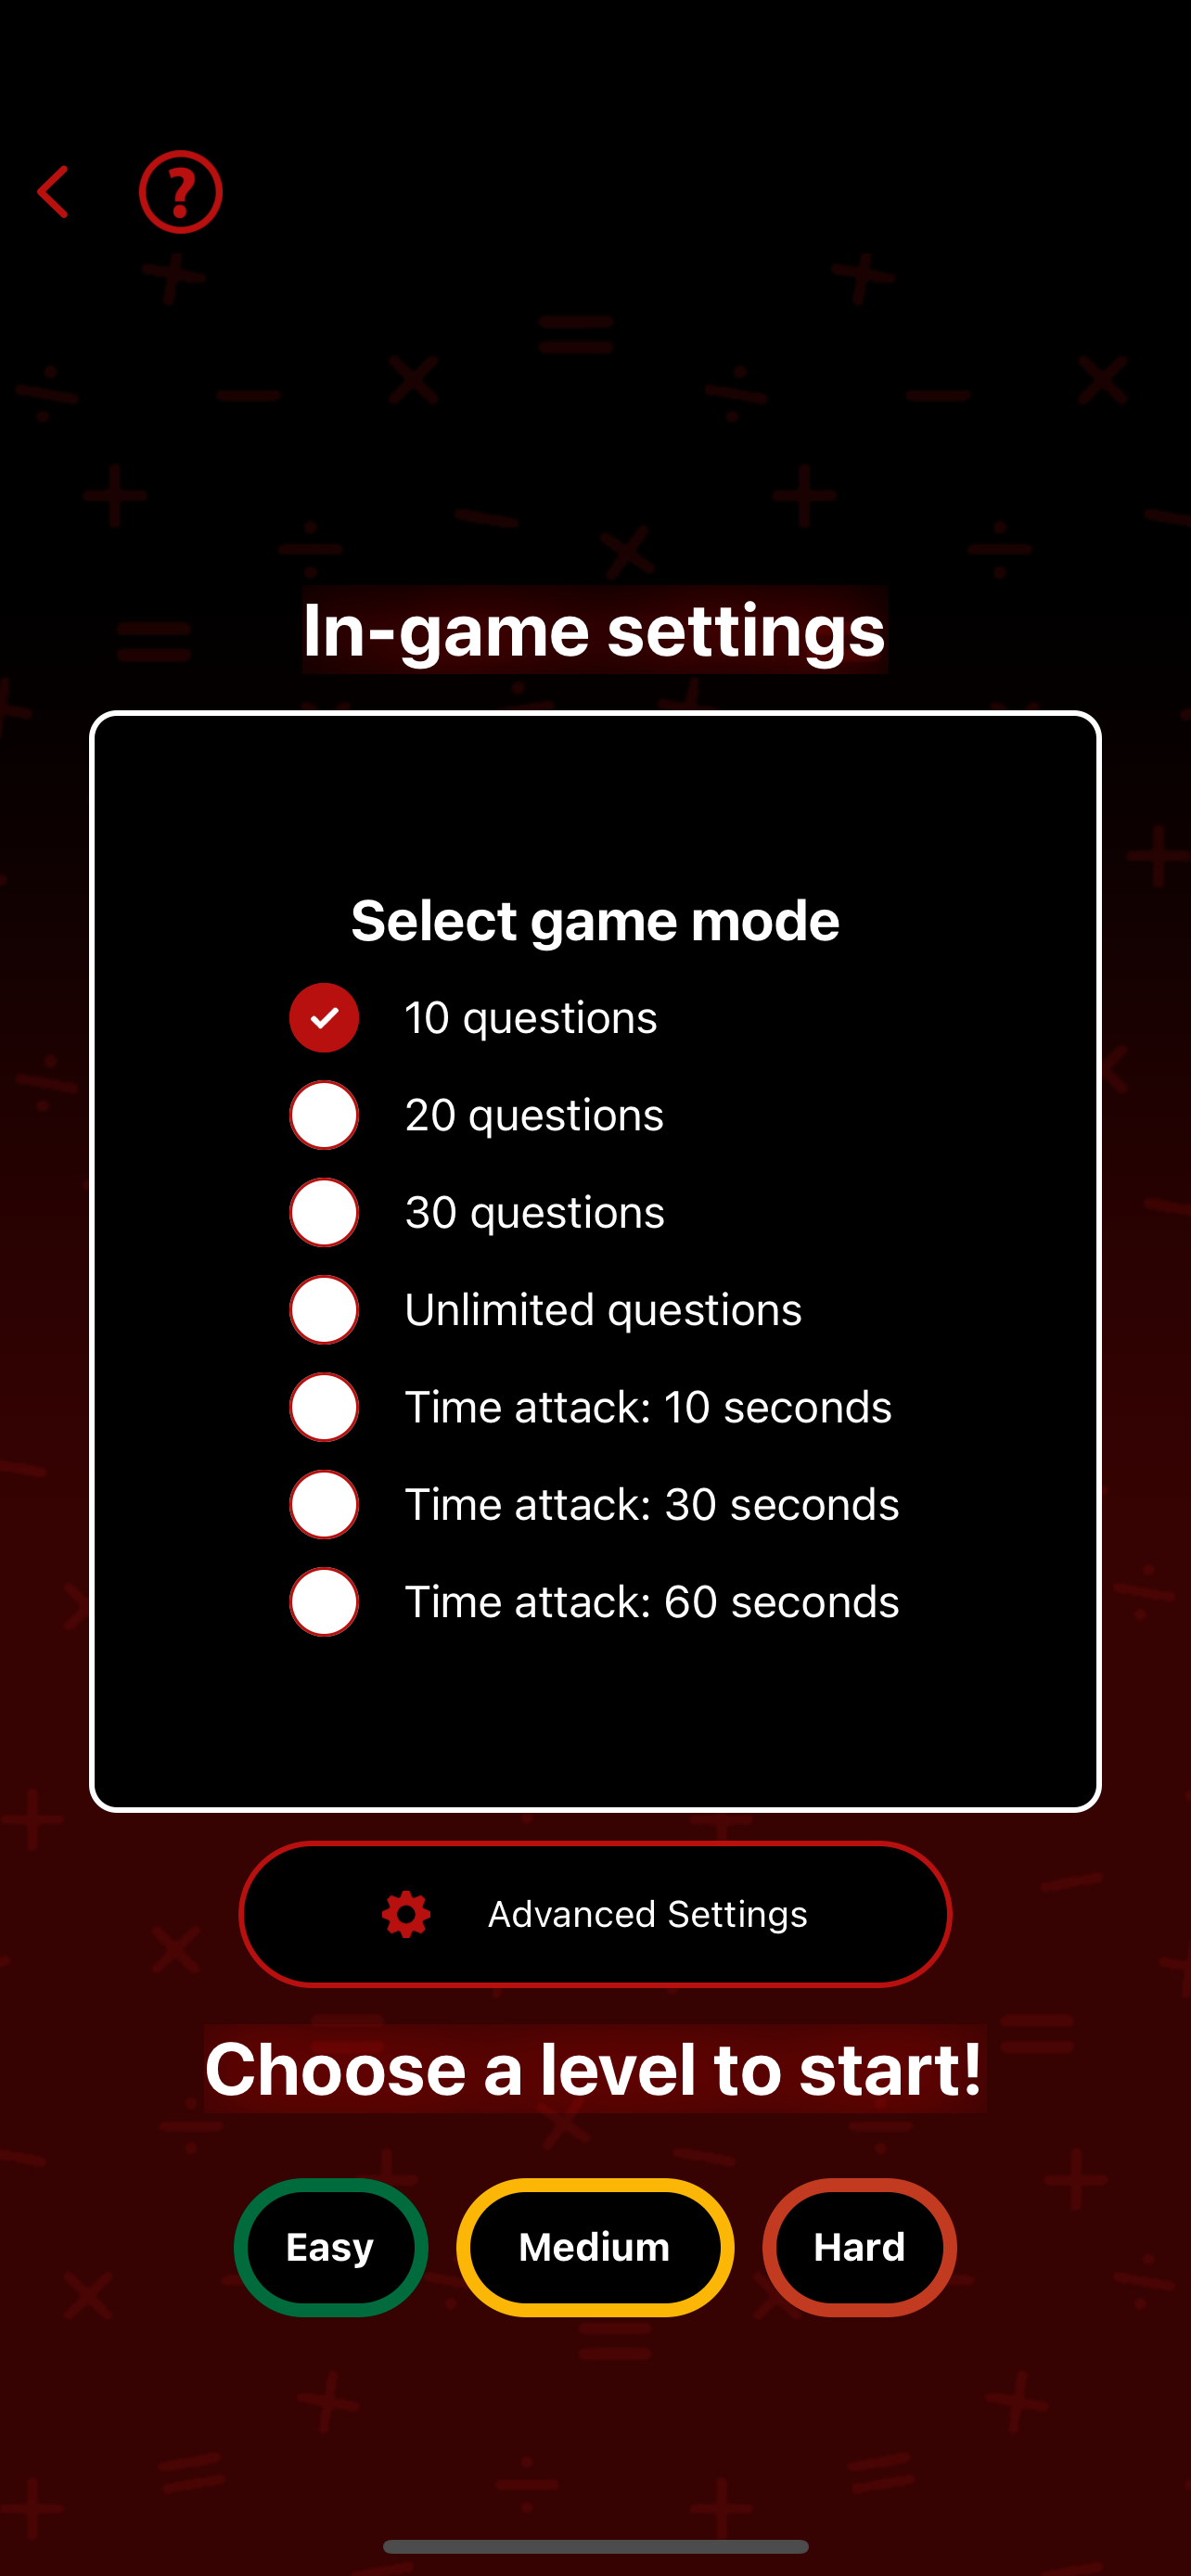 ?
In-game settings
Select game mode
10 questions
20 questions
30 questions
Unlimited questions
Time attack: 10 seconds
Time attack: 30 seconds
Time attack: 60 seconds
Advanced Settings
Choose a level to start!
Easy Medium Hard